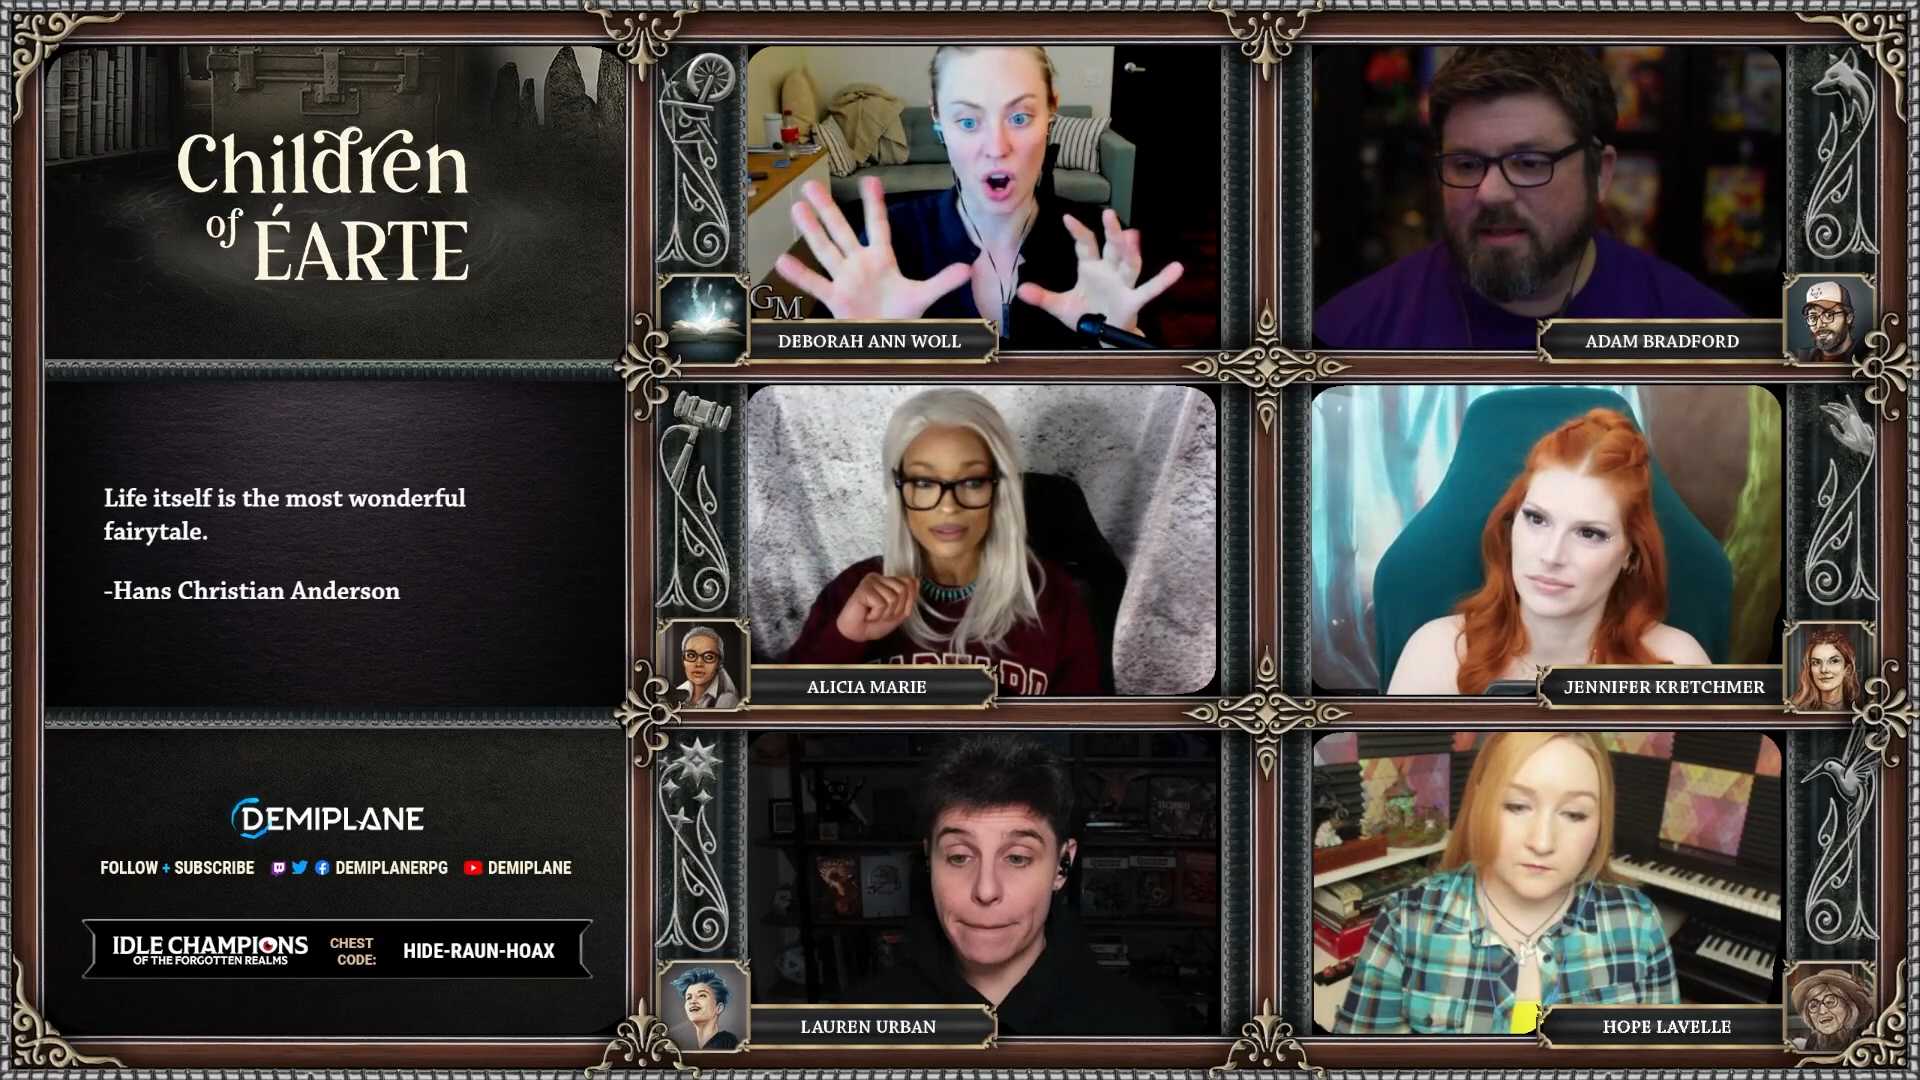 Children
of ÉARTE
Life itself is the most wonderful
fairytale.
-Hans Christian Anderson
DEMIPLANE
FOLLOW + SUBSCRIBE DEMIPLANERPG DEMIPLANE
IDLE CHAMPIONS
OF THE FORGOTTEN REALMS
CHEST
CODE:
HIDE-RAUN-HOAX
GM
DEBORAH ANN WOLL
ADAM BRADFORD
ALICIA MARIE
JENNIFER KRETCHMER
LAUREN URBAN
HOPE LAVELLE